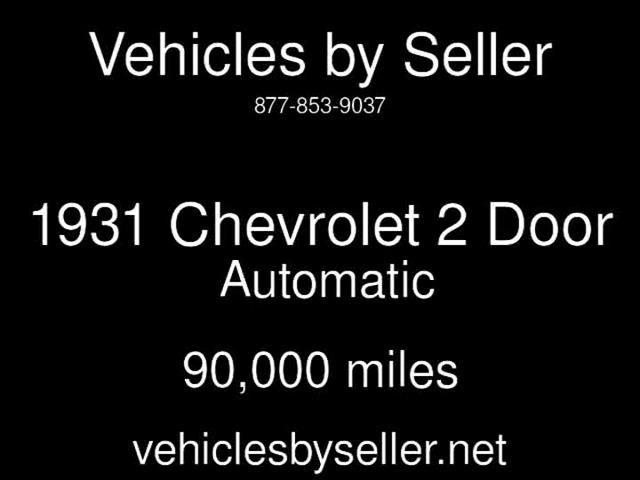 Vehicles by Seller
877-853-9037
1931 Chevrolet 2 Door
Automatic
90,000 miles
vehiclesbyseller.net